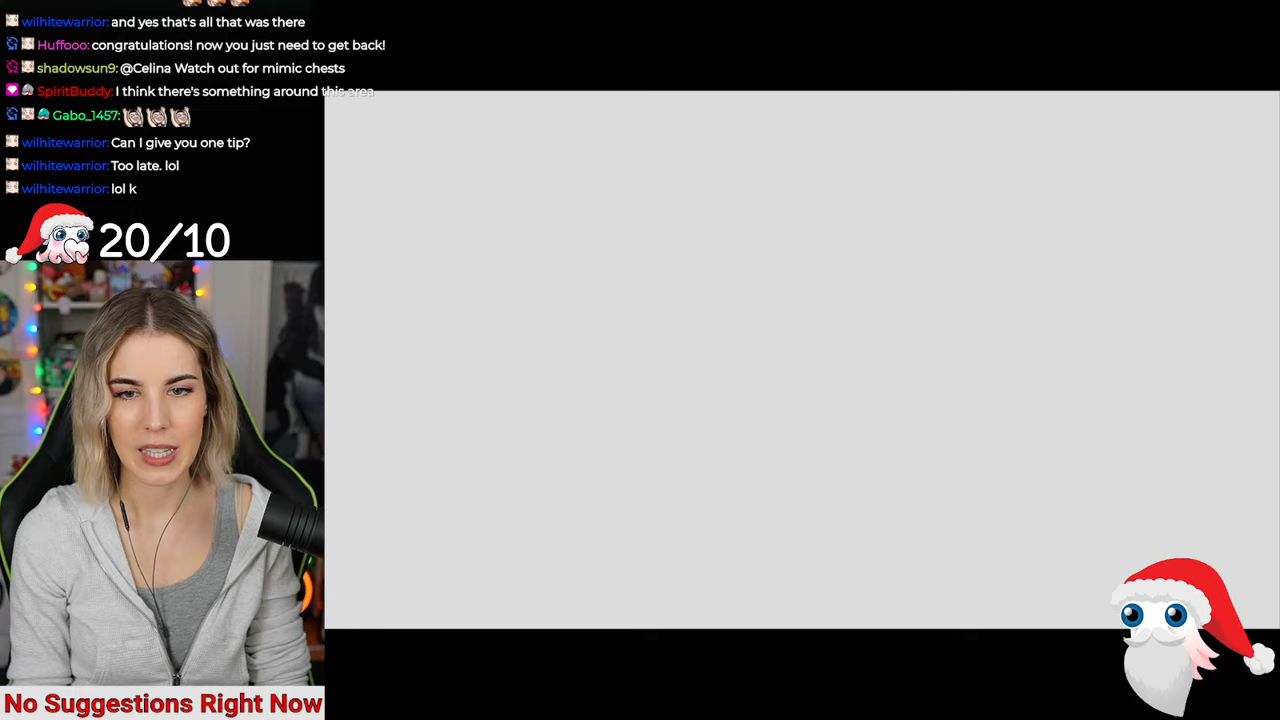 wilhitewarrior: and yes that's all that was there
Huffooo: congratulations! now you just need to get back!
shadowsun9: @Celina Watch out for mimic chests
SpiritBuddy: I think there's something around this area
Gabo_1457:
wilhitewarrior: Can I give you one tip?
wilhitewarrior: Too late. lol
wilhitewarrior: lol k
20/10
No Suggestions Right Now